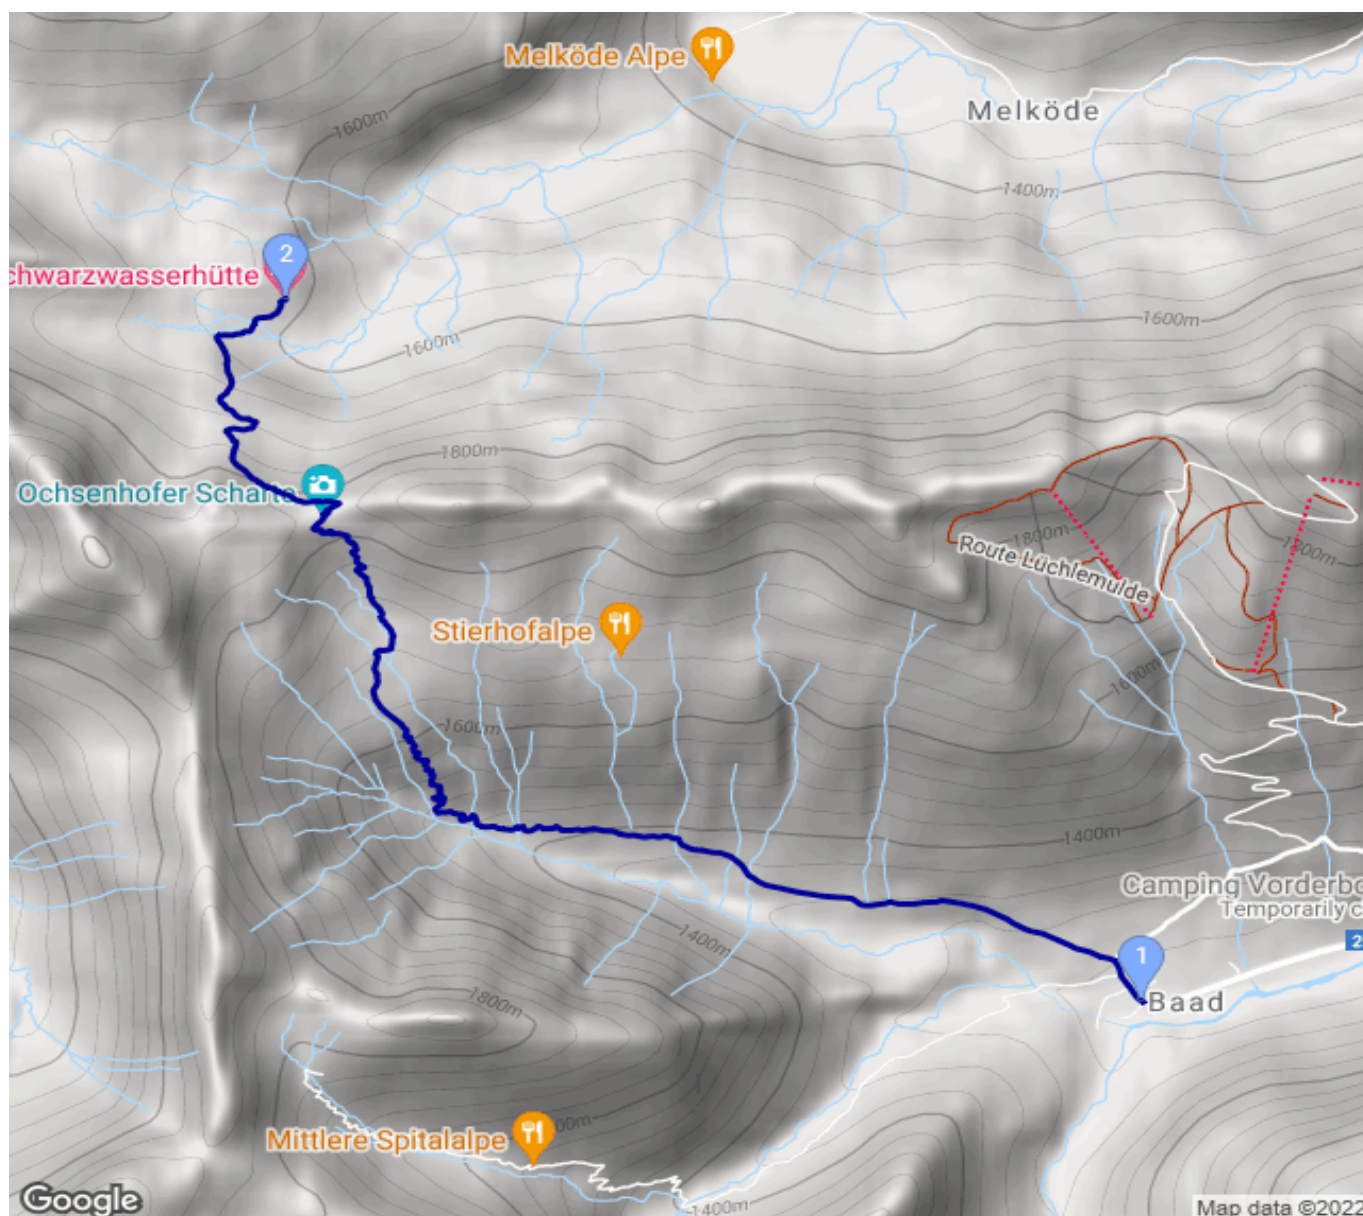 Melköde Alpe
Melköde
1600m
1400m
2
chwarzwasserhütte
1600m
1600m
1800m
Ochsenhofer Scharte
1800m
1800m
Route Lüchlemulde
Stierhofalpe
1600m
1600m
1400m
Camping Vorderbo
Temporarily c
1400m
2
1
Baad
1800m
Mittlere Spitalalpe
1400m
Google
Map data ©2022